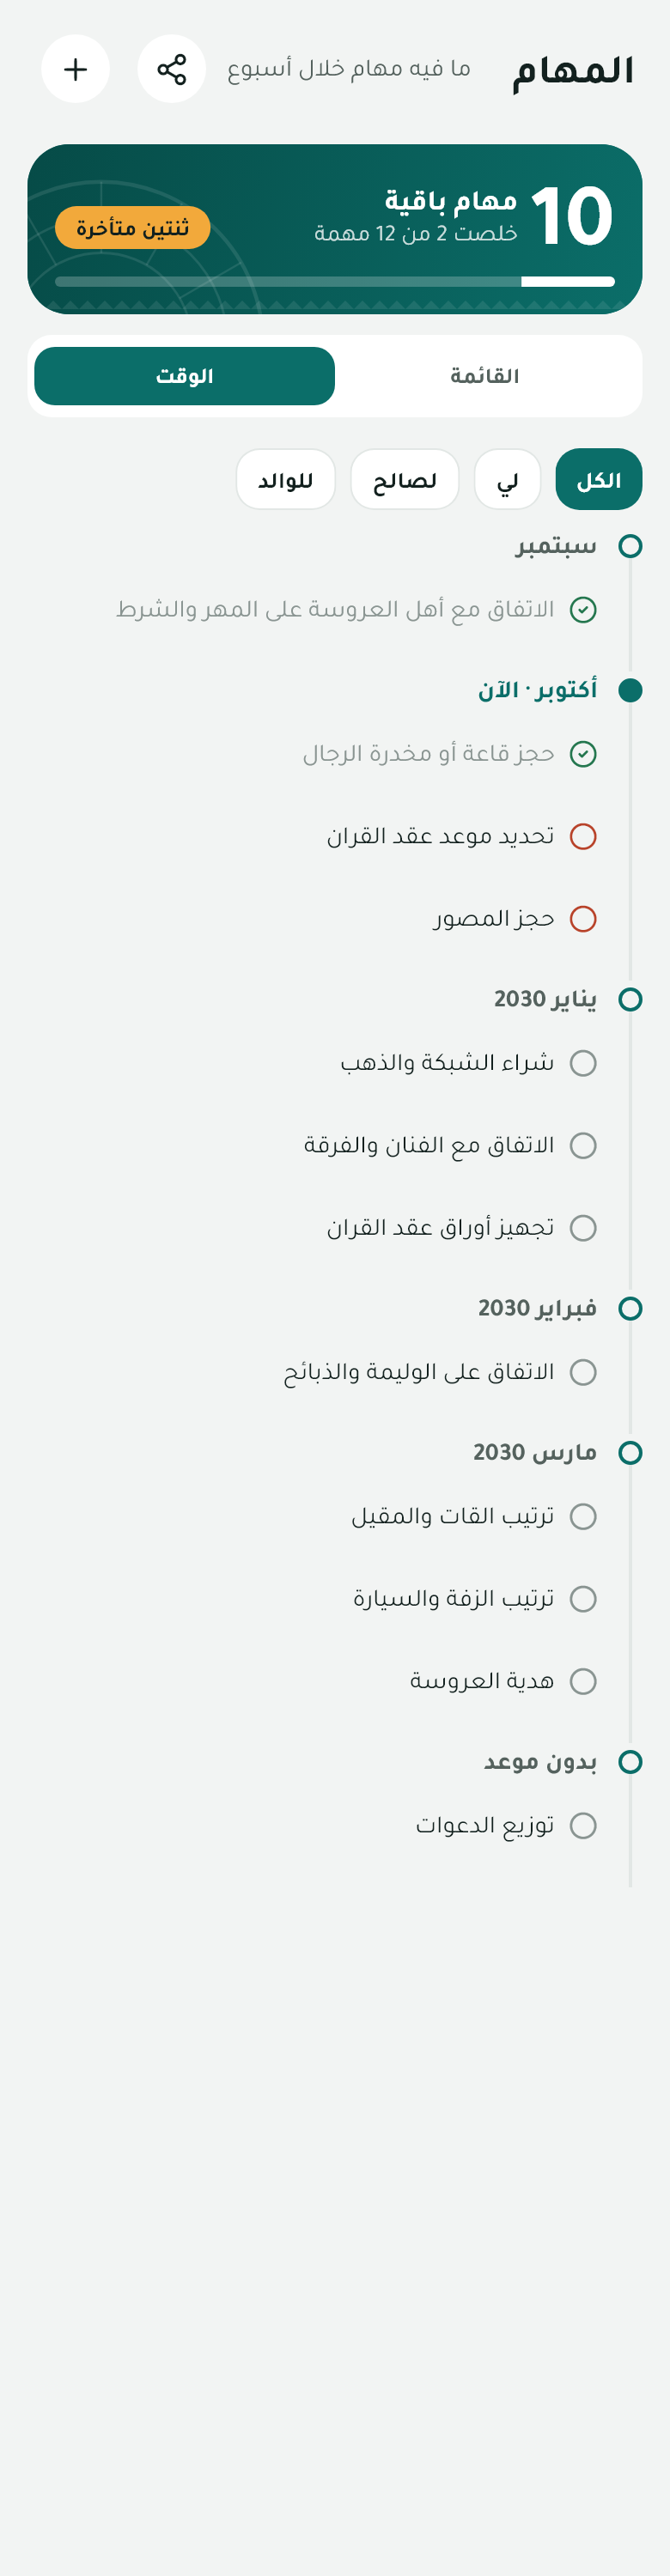 المهام
ما فيه مهام خلال أسبوع
10
مهام باقية
خلصت 2 من 12 مهمة
ثنتين متأخرة
القائمة
الوقت
الكل
لي
لصالح
للوالد
سبتمبر
الاتفاق مع أهل العروسة على المهر والشرط
أكتوبر · الآن
حجز قاعة أو مخدرة الرجال
تحديد موعد عقد القران
حجز المصور
يناير 2030
شراء الشبكة والذهب
الاتفاق مع الفنان والفرقة
تجهيز أوراق عقد القران
فبراير 2030
الاتفاق على الوليمة والذبائح
مارس 2030
ترتيب القات والمقيل
ترتيب الزفة والسيارة
هدية العروسة
بدون موعد
توزيع الدعوات